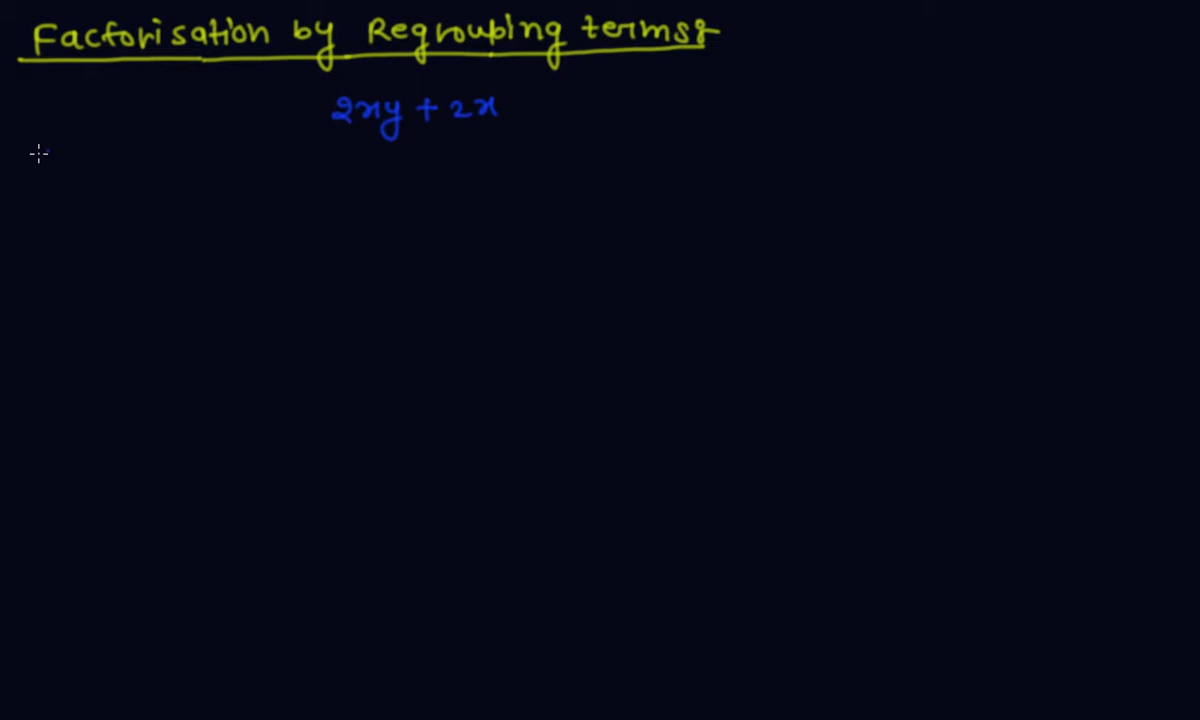 Factorisation by Regrouping terms:
2xy + 2x